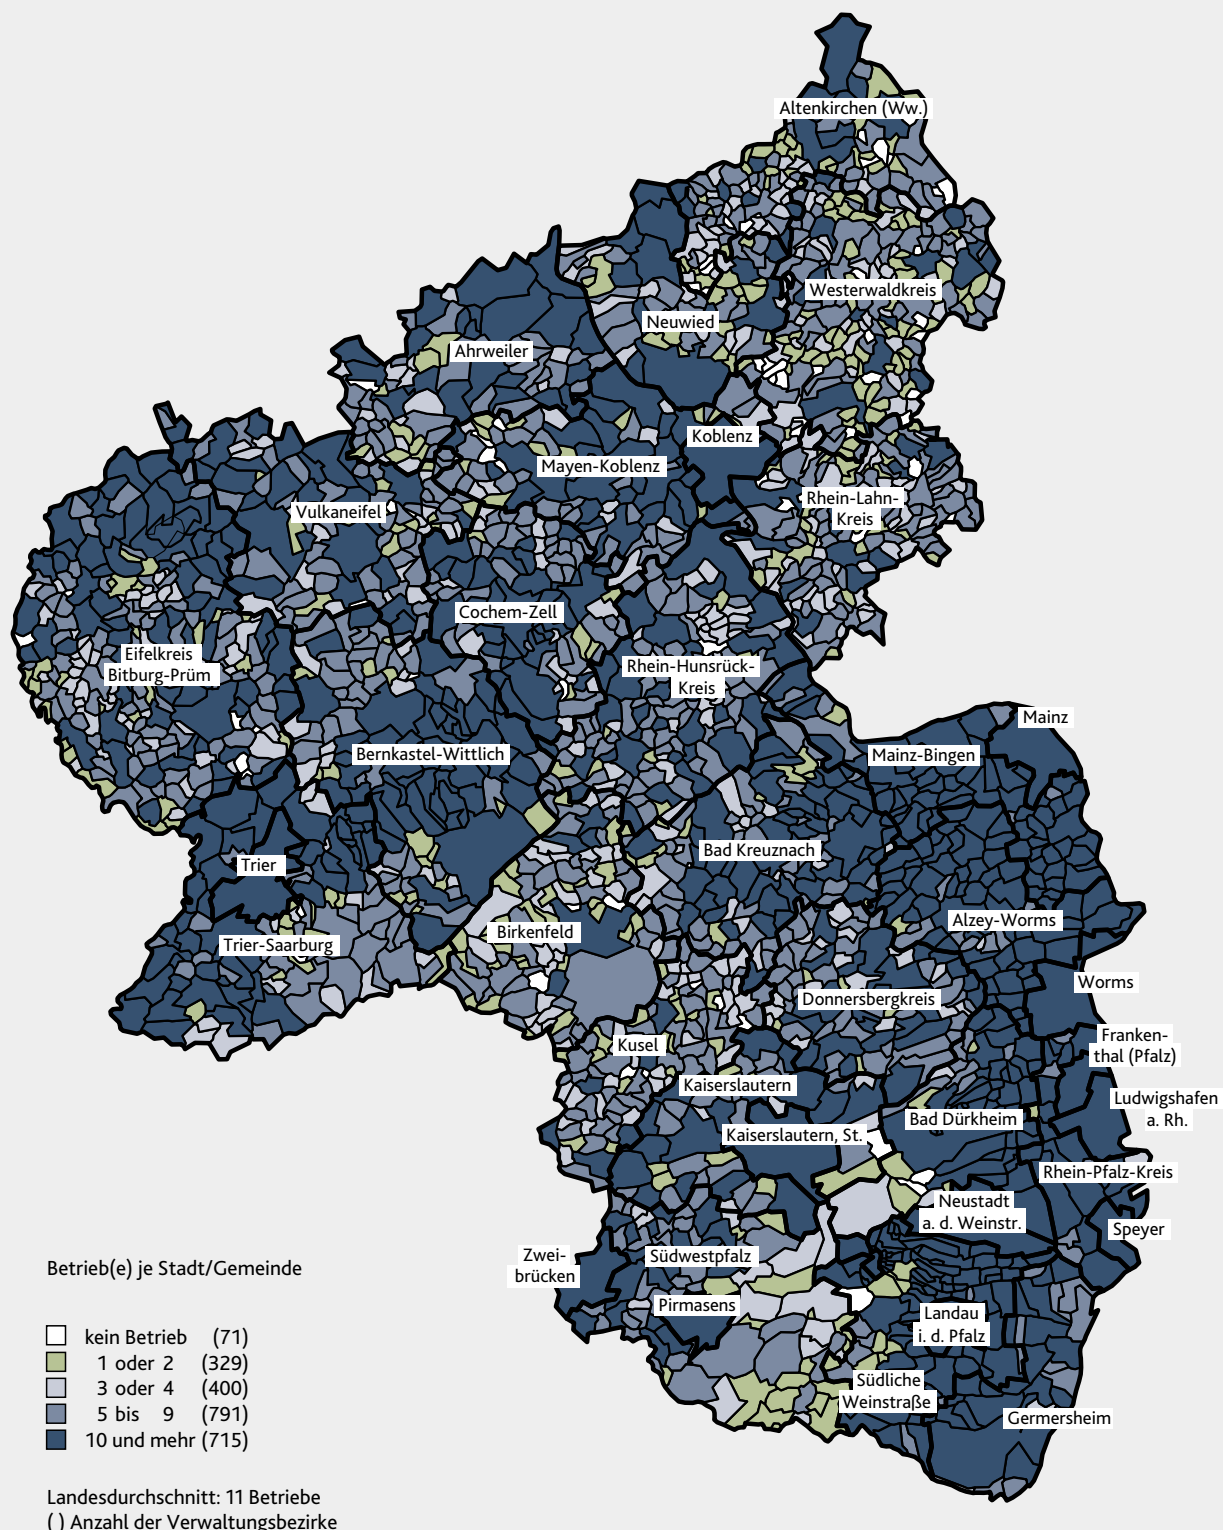 Altenkirchen (Ww.)
Westerwaldkreis
Neuwied
Ahrweiler
Koblenz
Mayen-Koblenz
Rhein-Lahn-
Kreis
Vulkaneifel
Cochem-Zell
Eifelkreis
Bitburg-Prüm
Rhein-Hunsrück-
Kreis
Mainz
Bernkastel-Wittlich
Mainz-Bingen
Bad Kreuznach
Trier
Alzey-Worms
Birkenfeld
Trier-Saarburg
Worms
Donnersbergkreis
Kusel
Franken-
thal (Pfalz)
Kaiserslautern
Ludwigshafen
a. Rh.
Bad Dürkheim
Kaiserslautern, St.
Rhein-Pfalz-Kreis
Neustadt
a. d. Weinstr.
Speyer
Zwei-
brücken
Südwestpfalz
Pirmasens
Landau
i. d. Pfalz
Südliche
Weinstraße
Germersheim
Betrieb(e) je Stadt/Gemeinde
kein Betrieb (71)
1 oder 2 (329)
3 oder 4 (400)
5 bis 9 (791)
10 und mehr (715)
Landesdurchschnitt: 11 Betriebe
( ) Anzahl der Verwaltungsbezirke